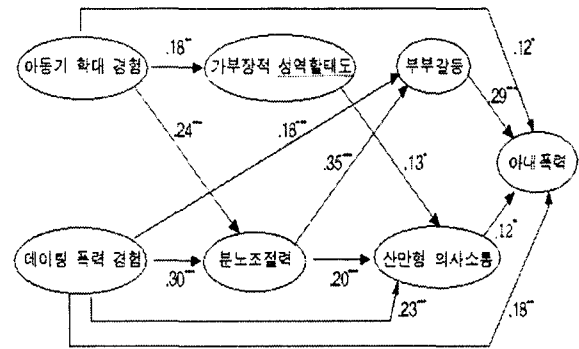 .18**
.12*
아동기 학대 경험
가부장적 성역할태도
부부갈등
.29***
.24***
.18***
.35***
.13*
아내폭력
데이팅 폭력 경험
분노조절력
산만형 의사소통
.12*
.30***
.20***
.23***
.18***